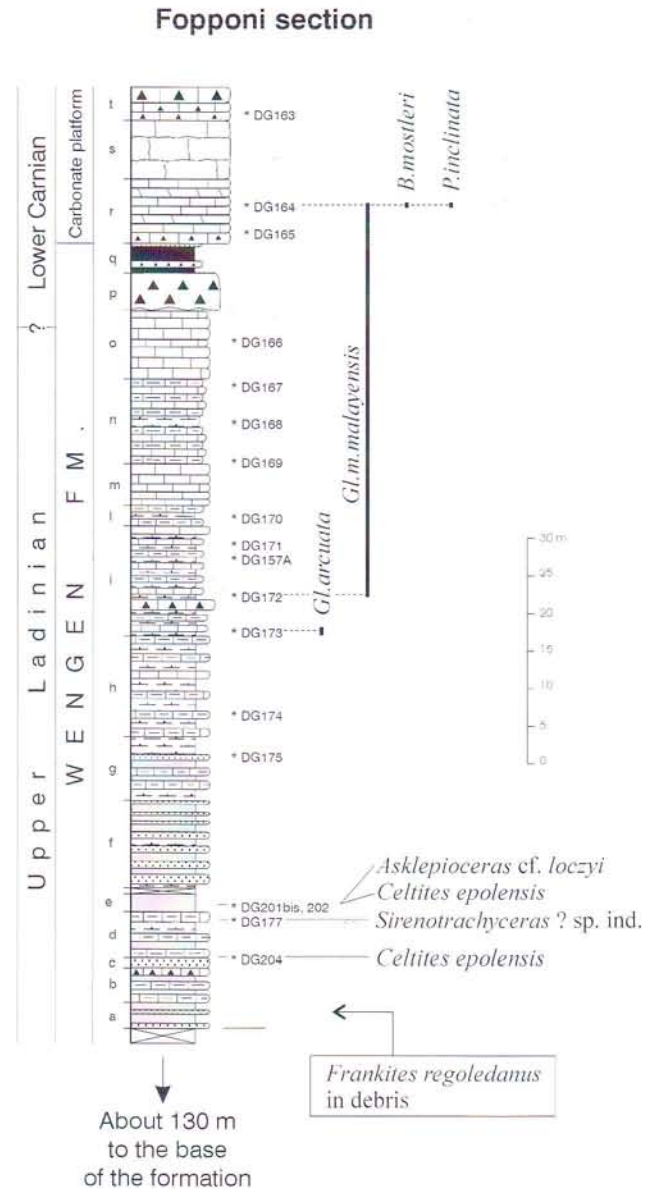 Fopponi section
Lower Carnian
?
Upper Ladinian
Carbonate platform
WENGEN FM.
t
s
r
q
p
o
n
m
l
i
h
g
f
e
d
c
b
a
* DG163
* DG164
* DG165
* DG166
* DG167
* DG168
* DG169
* DG170
* DG171
* DG157A
* DG172
* DG173
* DG174
* DG175
* DG201bis, 202
* DG177
* DG204
B.mostleri
P.inclinata
Gl.m.malayensis
Gl.arcuata
30 m
25
20
15
10
5
0
Asklepioceras cf. loczyi
Celtites epolensis
Sirenotrachyceras ? sp. ind.
Celtites epolensis
Frankites regoledanus
in debris
About 130 m
to the base
of the formation